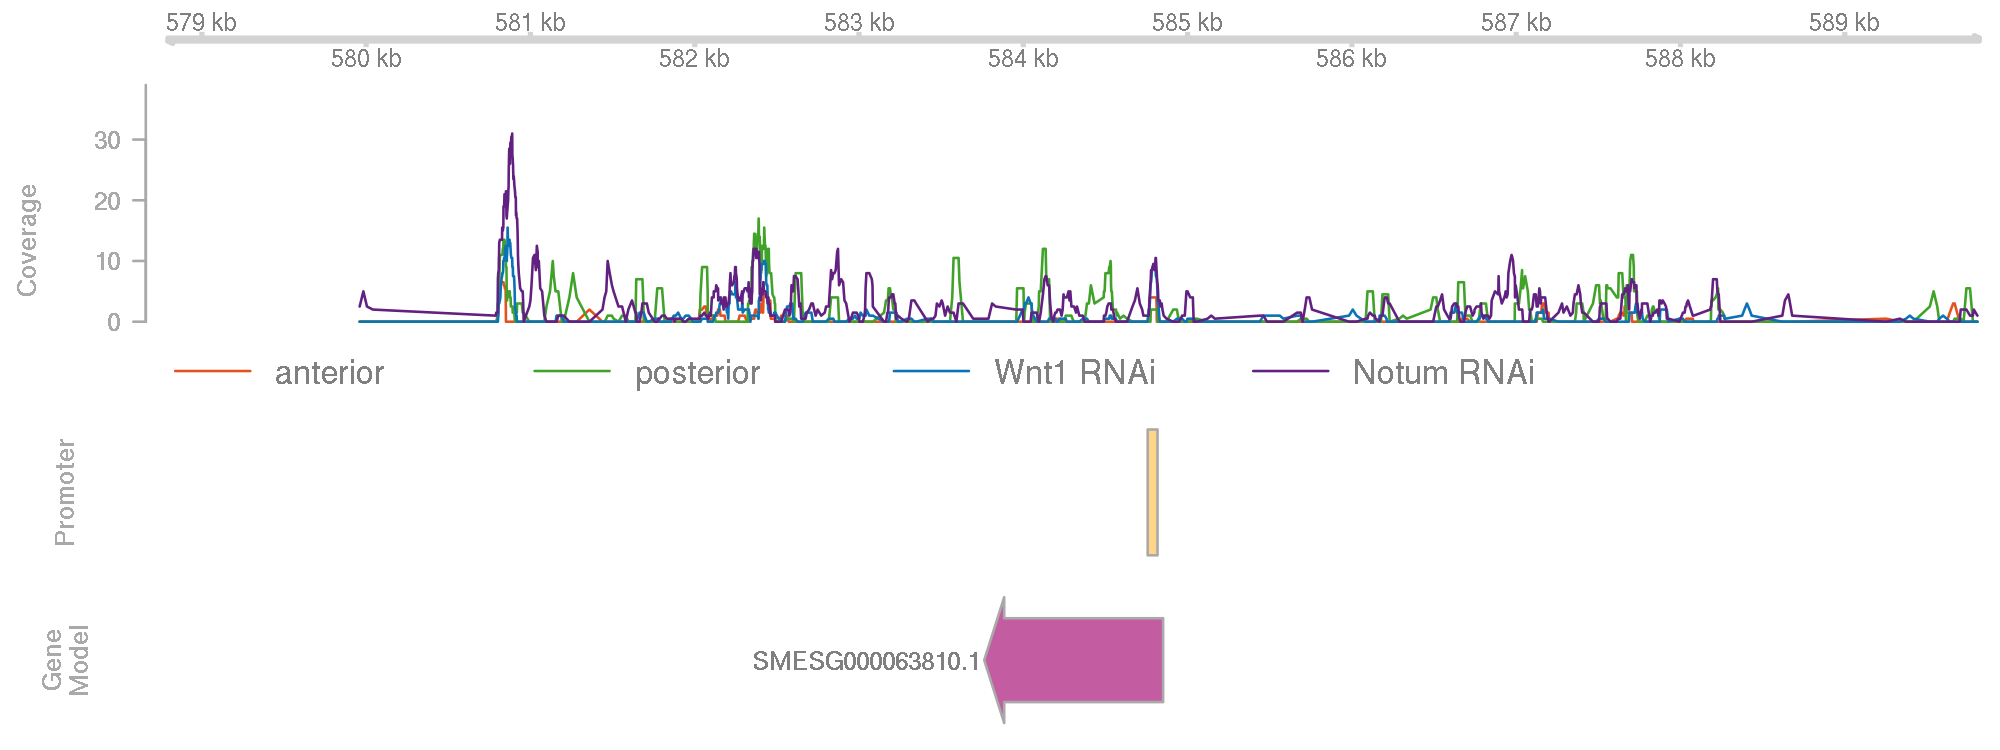 579 kb 581 kb 583 kb 585 kb 587 kb 589 kb
580 kb 582 kb 584 kb 586 kb 588 kb
Coverage
30
20
10
0
anterior posterior Wnt1 RNAi Notum RNAi
Promoter
0
Gene
Model
SMESG000063810.1